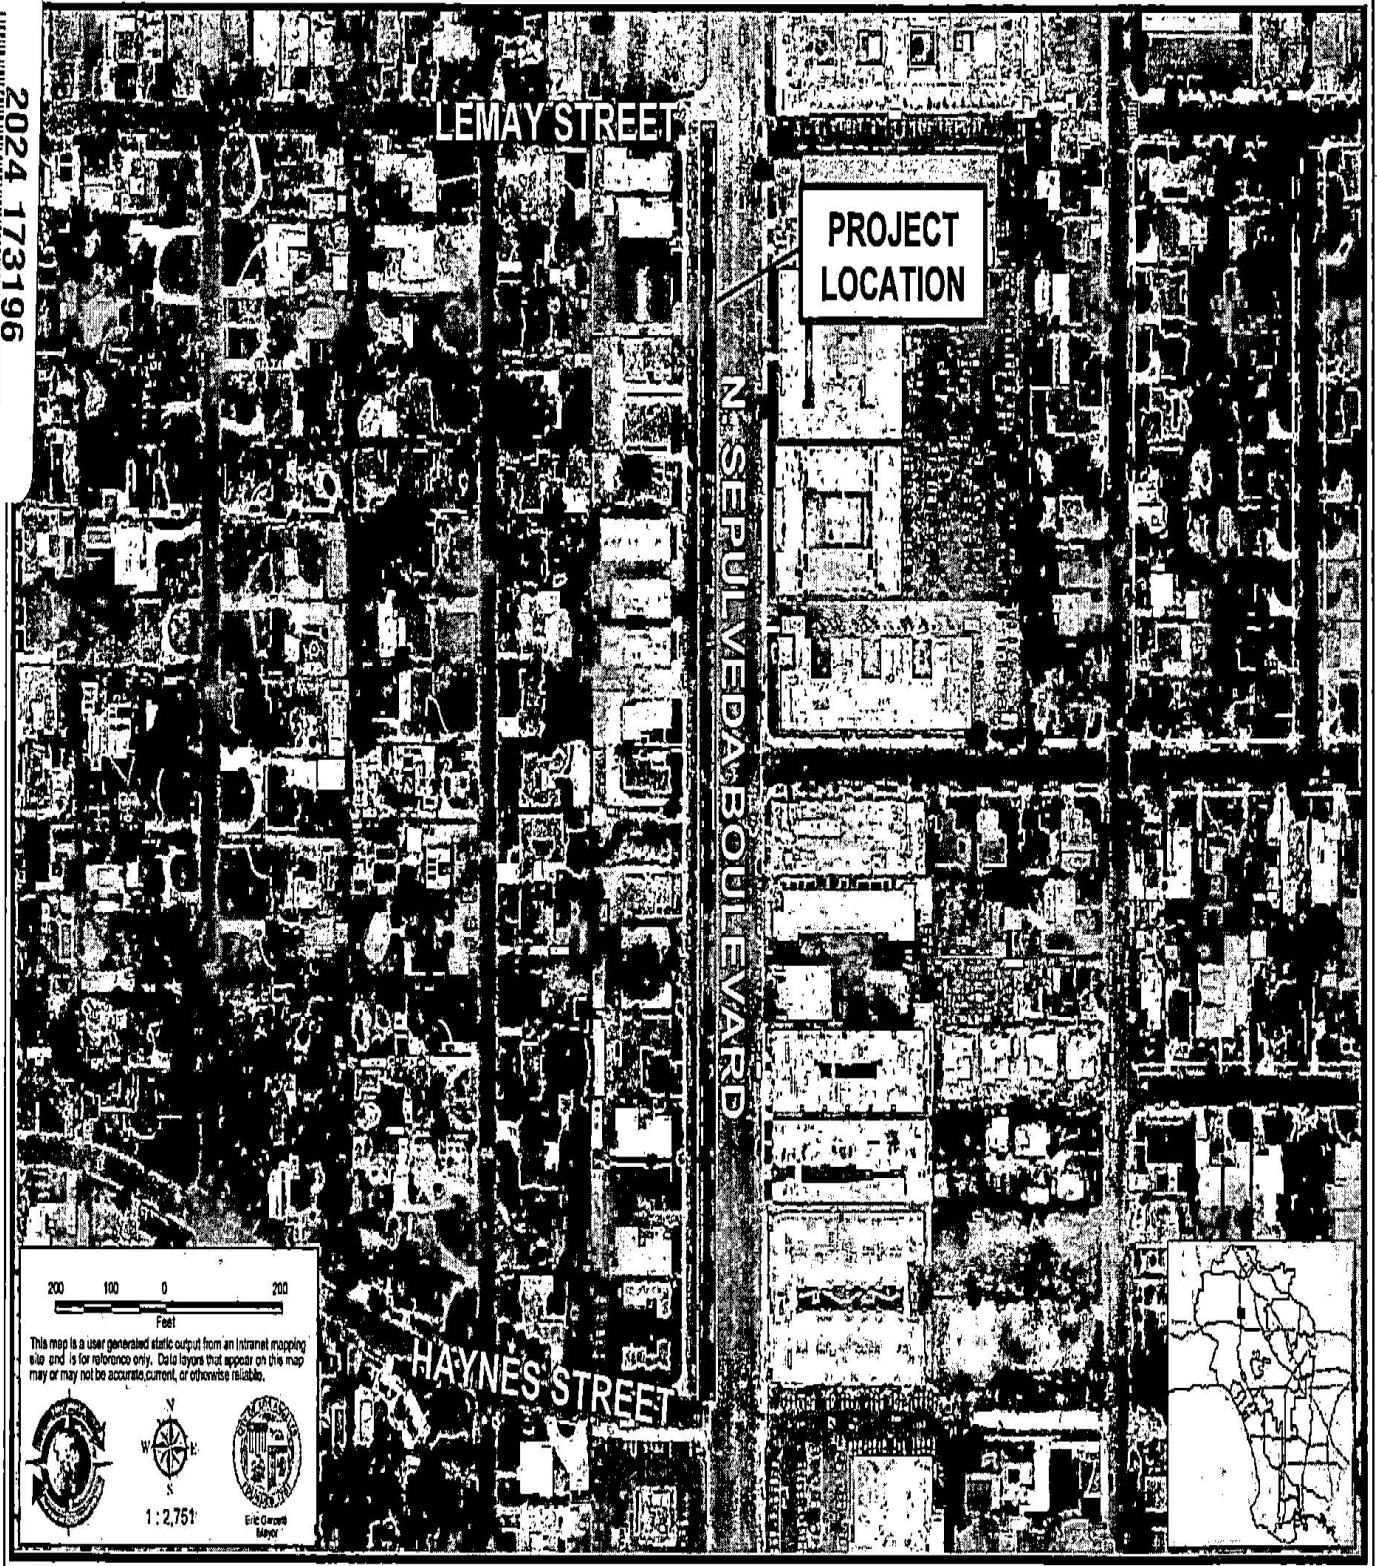 2024 173196
LEMAY STREET
PROJECT
LOCATION
N. SEPULVEDA BOULEVARD
HAYNES STREET
200 100 0 200
Feet
This map is a user generated static output from an Intranet mapping
site and is for reference only. Data layers that appear on this map
may or may not be accurate, current, or otherwise reliable.
N
W E
S
1 : 2,751
Eric Garcetti
Mayor